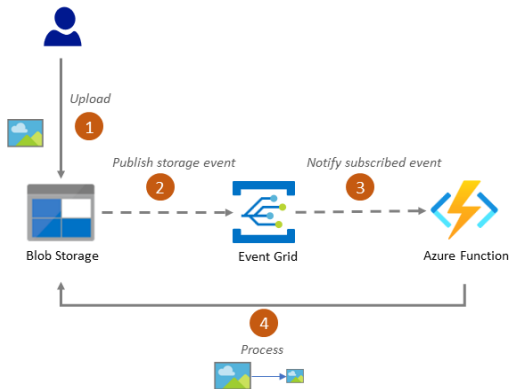 Upload
1
Publish storage event
Notify subscribed event
2
3
Blob Storage
Event Grid
Azure Function
4
Process